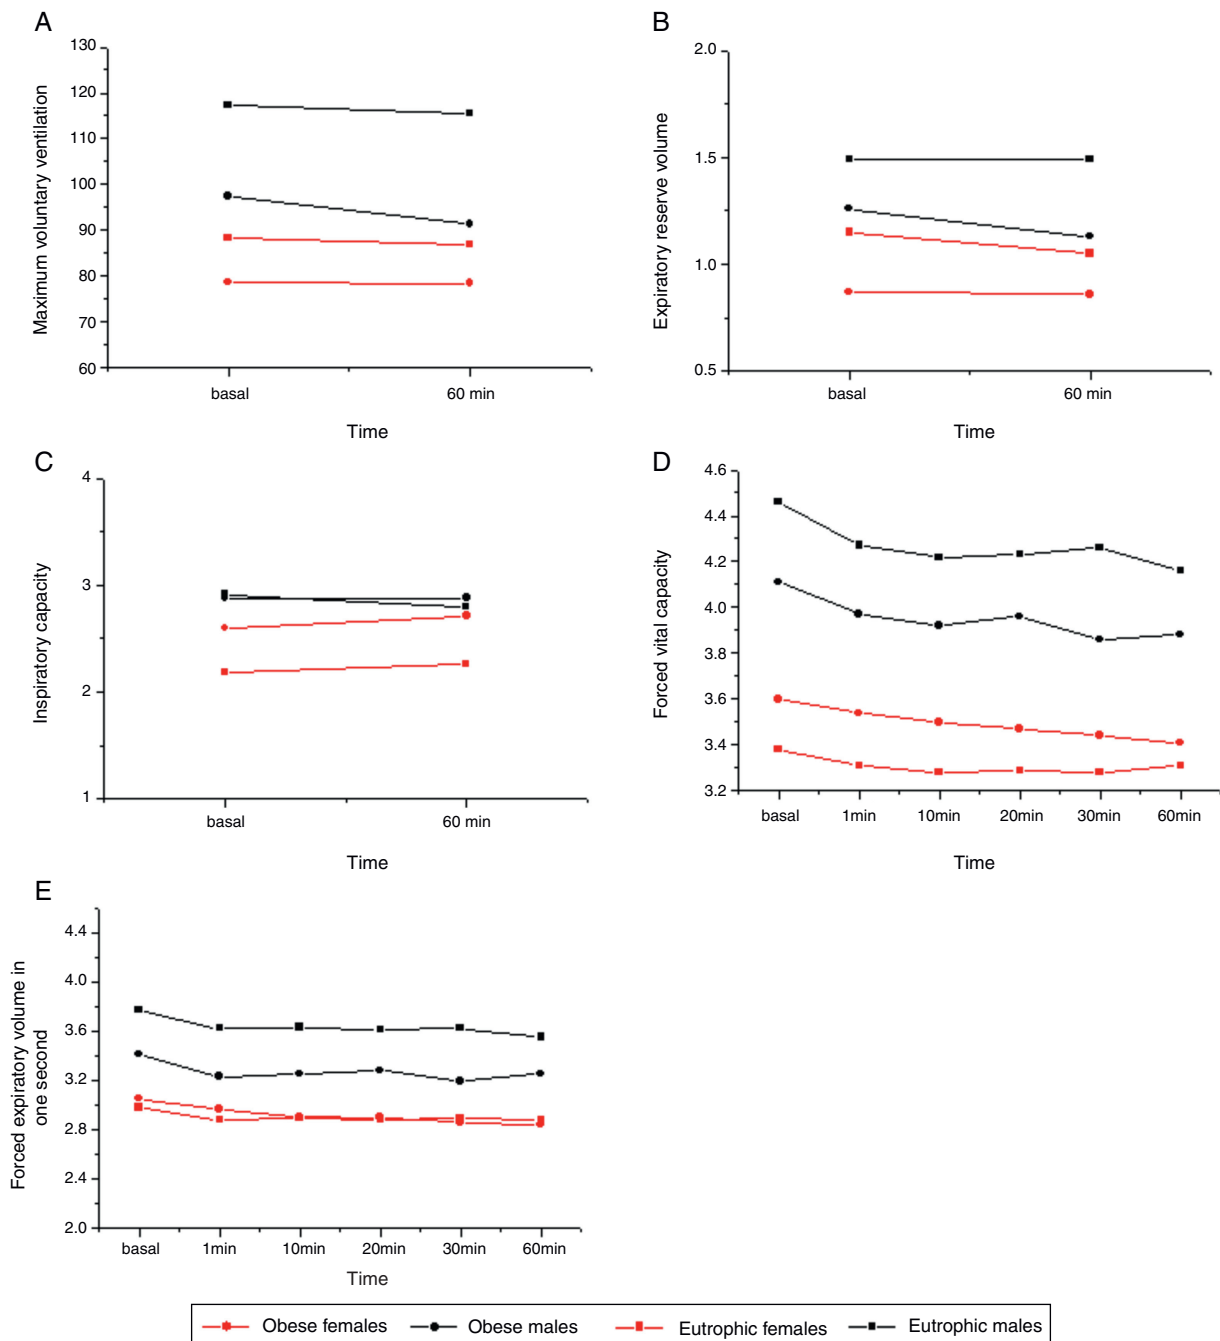 A
130
120
110
100
90
80
70
60
Maximum voluntary ventilation
basal 60 min
Time
B
2.0
1.5
1.0
0.5
Expiratory reserve volume
basal 60 min
Time
C
4
3
2
1
Inspiratory capacity
basal 60 min
Time
D
4.6
4.4
4.2
4.0
3.8
3.6
3.4
3.2
Forced vital capacity
basal 1min 10min 20min 30min 60min
Time
E
4.4
4.0
3.6
3.2
2.8
2.4
2.0
Forced expiratory volume in
one second
basal 1min 10min 20min 30min 60min
Time
Obese females Obese males Eutrophic females Eutrophic males